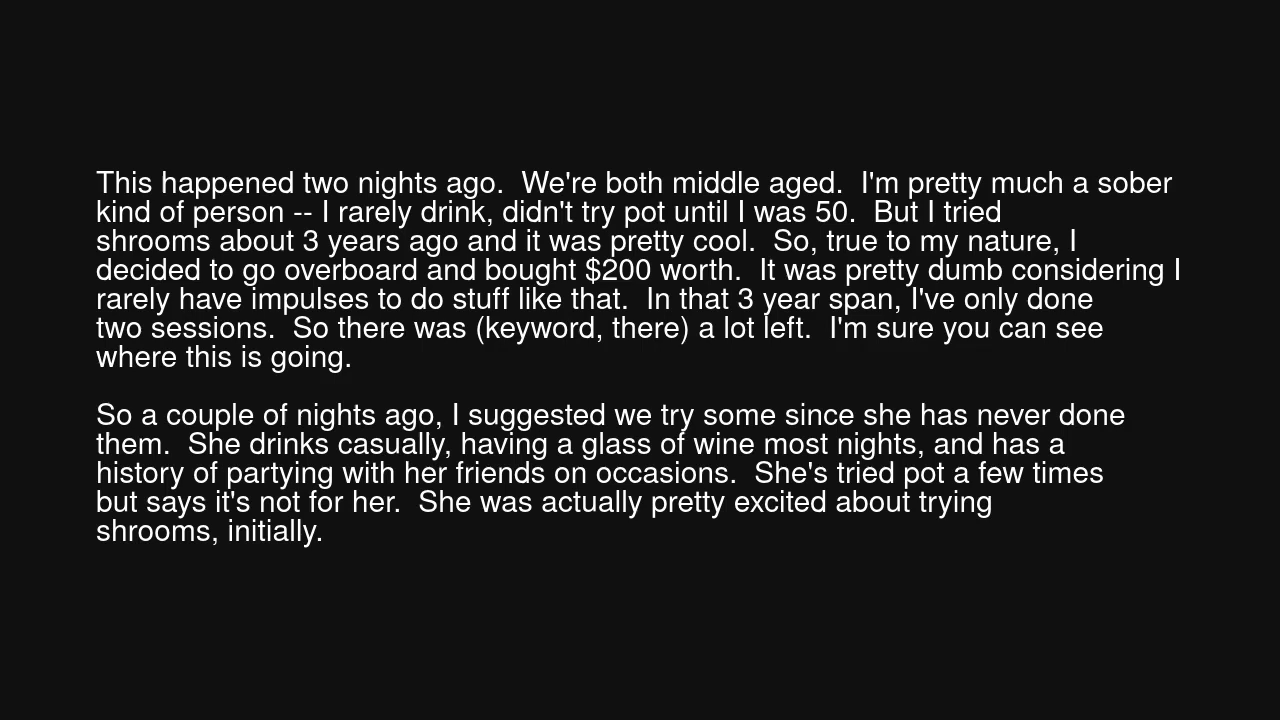 This happened two nights ago.  We're both middle aged.  I'm pretty much a sober
kind of person -- I rarely drink, didn't try pot until I was 50.  But I tried
shrooms about 3 years ago and it was pretty cool.  So, true to my nature, I
decided to go overboard and bought $200 worth.  It was pretty dumb considering I
rarely have impulses to do stuff like that.  In that 3 year span, I've only done
two sessions.  So there was (keyword, there) a lot left.  I'm sure you can see
where this is going.

So a couple of nights ago, I suggested we try some since she has never done
them.  She drinks casually, having a glass of wine most nights, and has a
history of partying with her friends on occasions.  She's tried pot a few times
but says it's not for her.  She was actually pretty excited about trying
shrooms, initially.